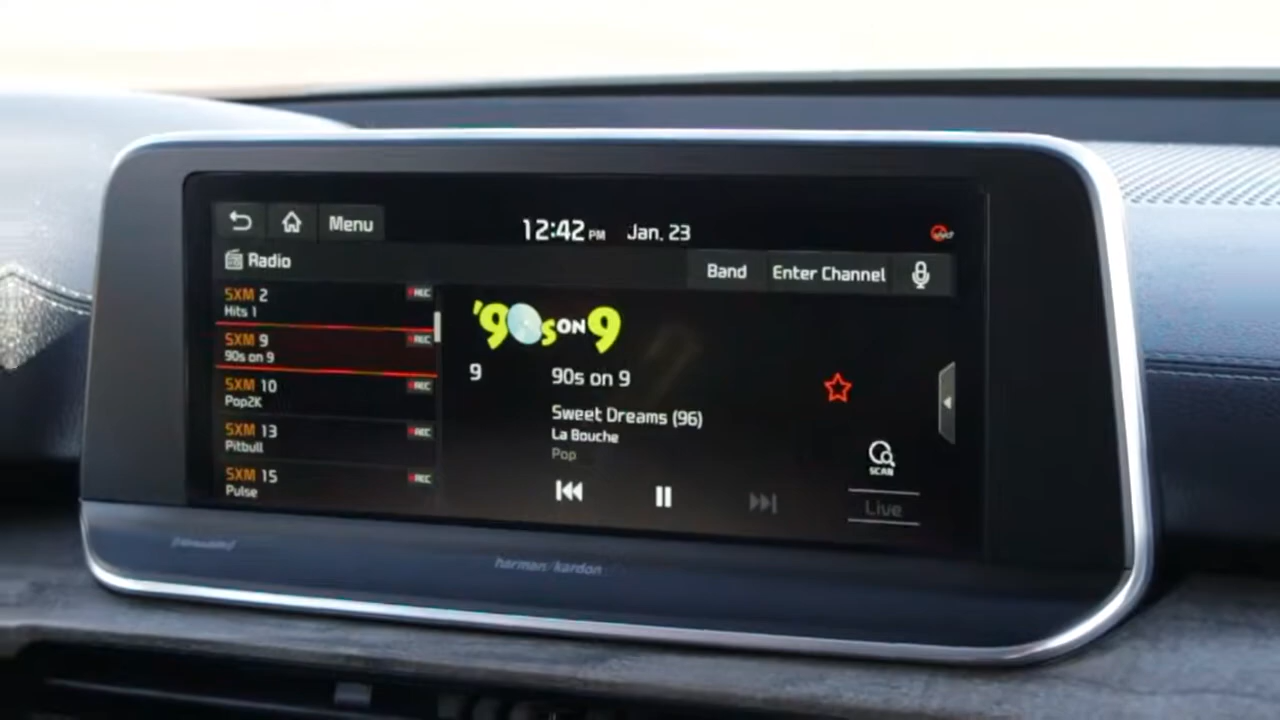 Menu
12:42 PM Jan. 23
Radio
Band
Enter Channel
SXM 2
Hits 1
REC
SXM 9
90s on 9
REC
SXM 10
Pop2K
REC
SXM 13
Pitbull
REC
SXM 15
Pulse
REC
'90s ON 9
9
90s on 9
Sweet Dreams (96)
La Bouche
Pop
SCAN
Live
(siriusxm)
harman/kardon